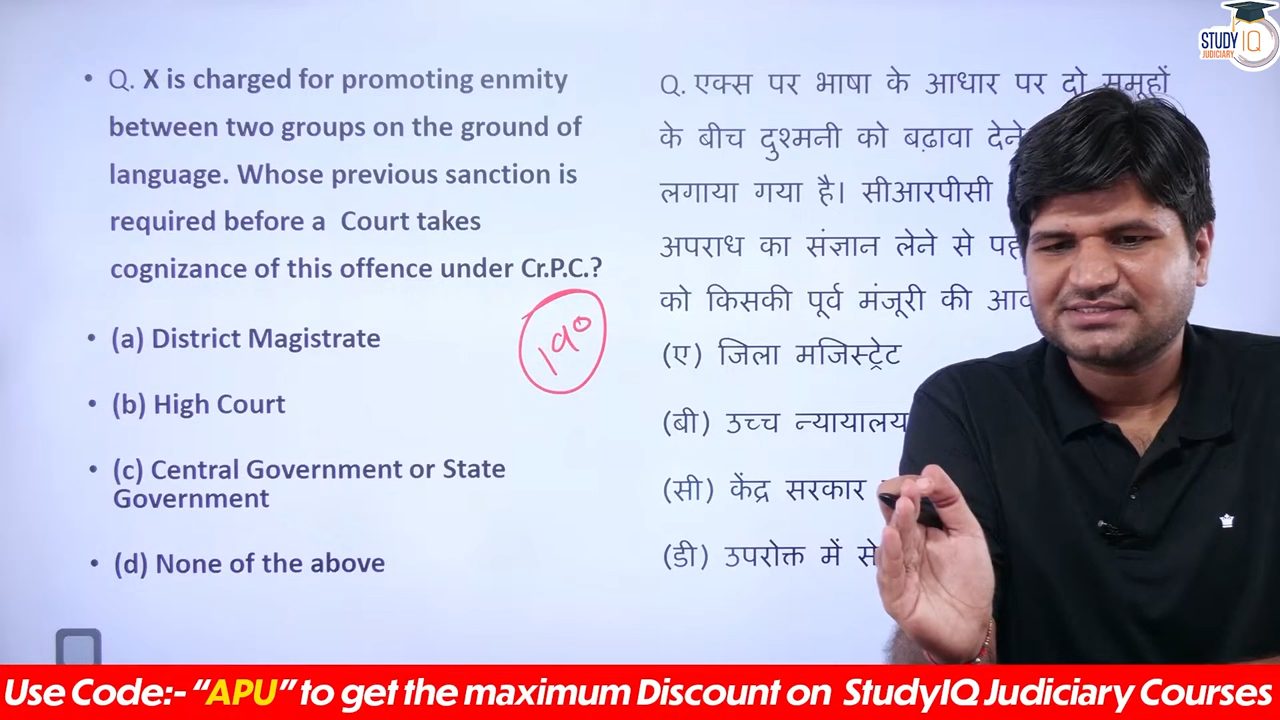 STUDY IQ
JUDICIARY
• Q. X is charged for promoting enmity
between two groups on the ground of
language. Whose previous sanction is
required before a Court takes
cognizance of this offence under Cr.P.C.?
• (a) District Magistrate
• (b) High Court
• (c) Central Government or State
Government
• (d) None of the above
190
Q. एक्स पर भाषा के आधार पर दो समूहों
के बीच दुश्मनी को बढ़ावा देने
लगाया गया है। सीआरपीसी
अपराध का संज्ञान लेने से
को किसकी पूर्व मंजूरी की
(ए) जिला मजिस्ट्रेट
(बी) उच्च न्यायालय
(सी) केंद्र सरकार
(डी) उपरोक्त में से
Use Code:- “APU” to get the maximum Discount on StudyIQ Judiciary Courses